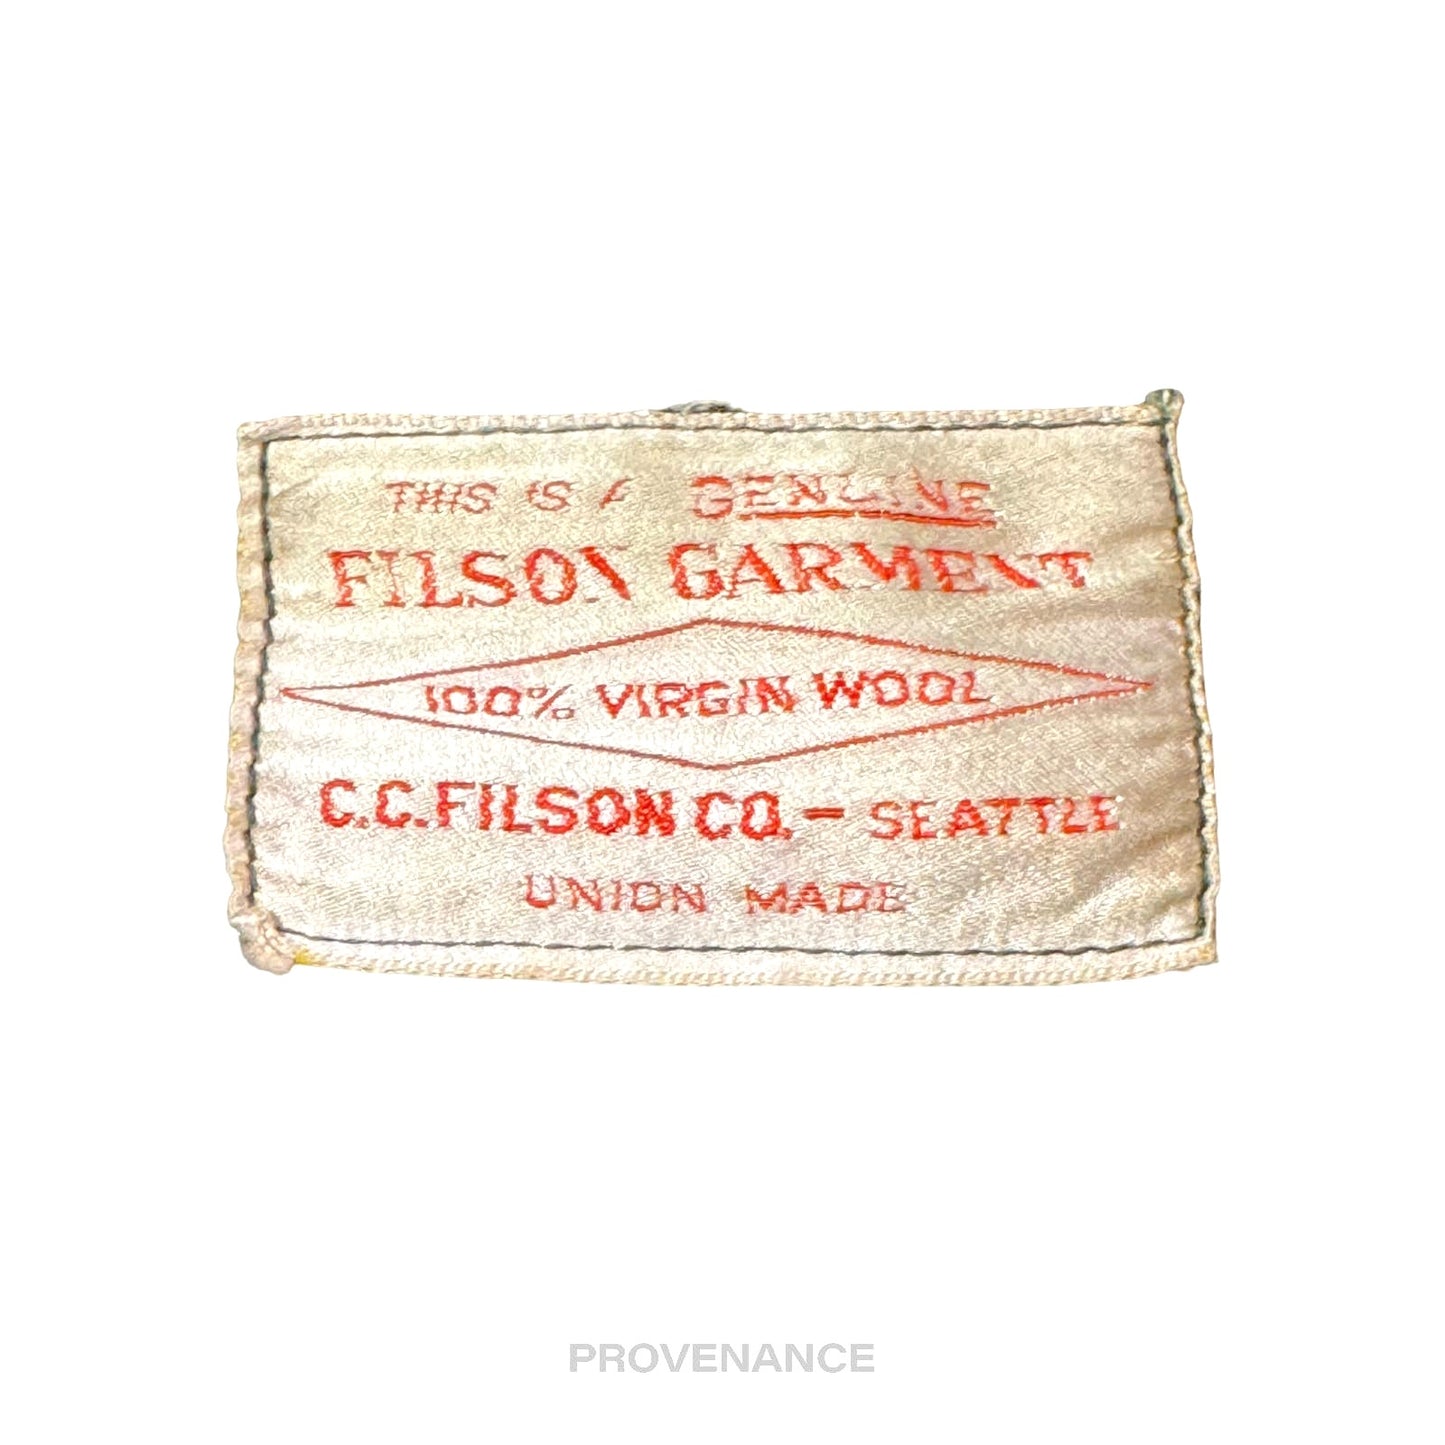 THIS IS A GENUINE
FILSON GARMENT
100% VIRGIN WOOL
C.C. FILSON CO. - SEATTLE
UNION MADE
PROVENANCE